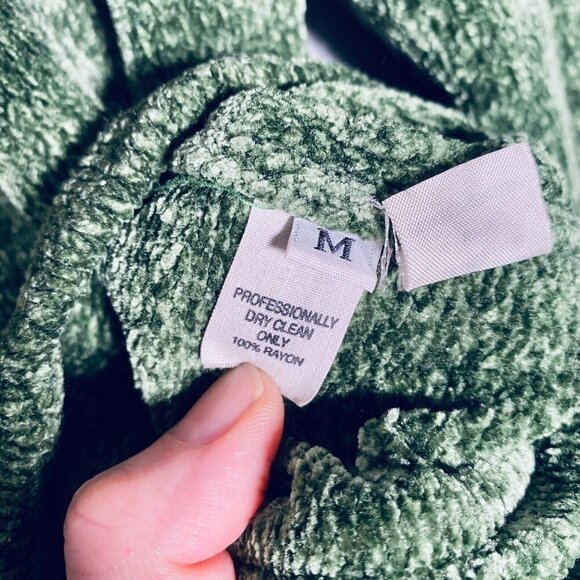 M
PROFESSIONALLY
DRY CLEAN
ONLY
100% RAYON